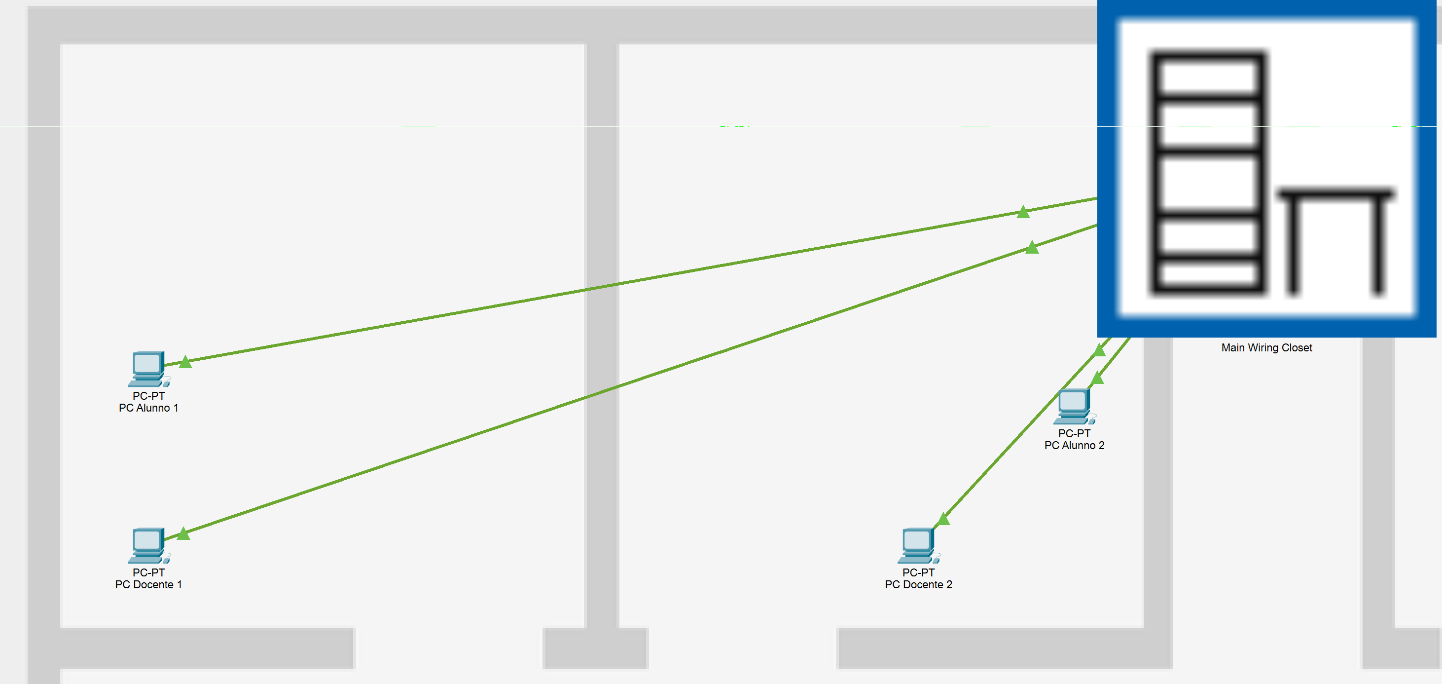 Main Wiring Closet
PC-PT
PC Alunno 1
PC-PT
PC Alunno 2
PC-PT
PC Docente 1
PC-PT
PC Docente 2